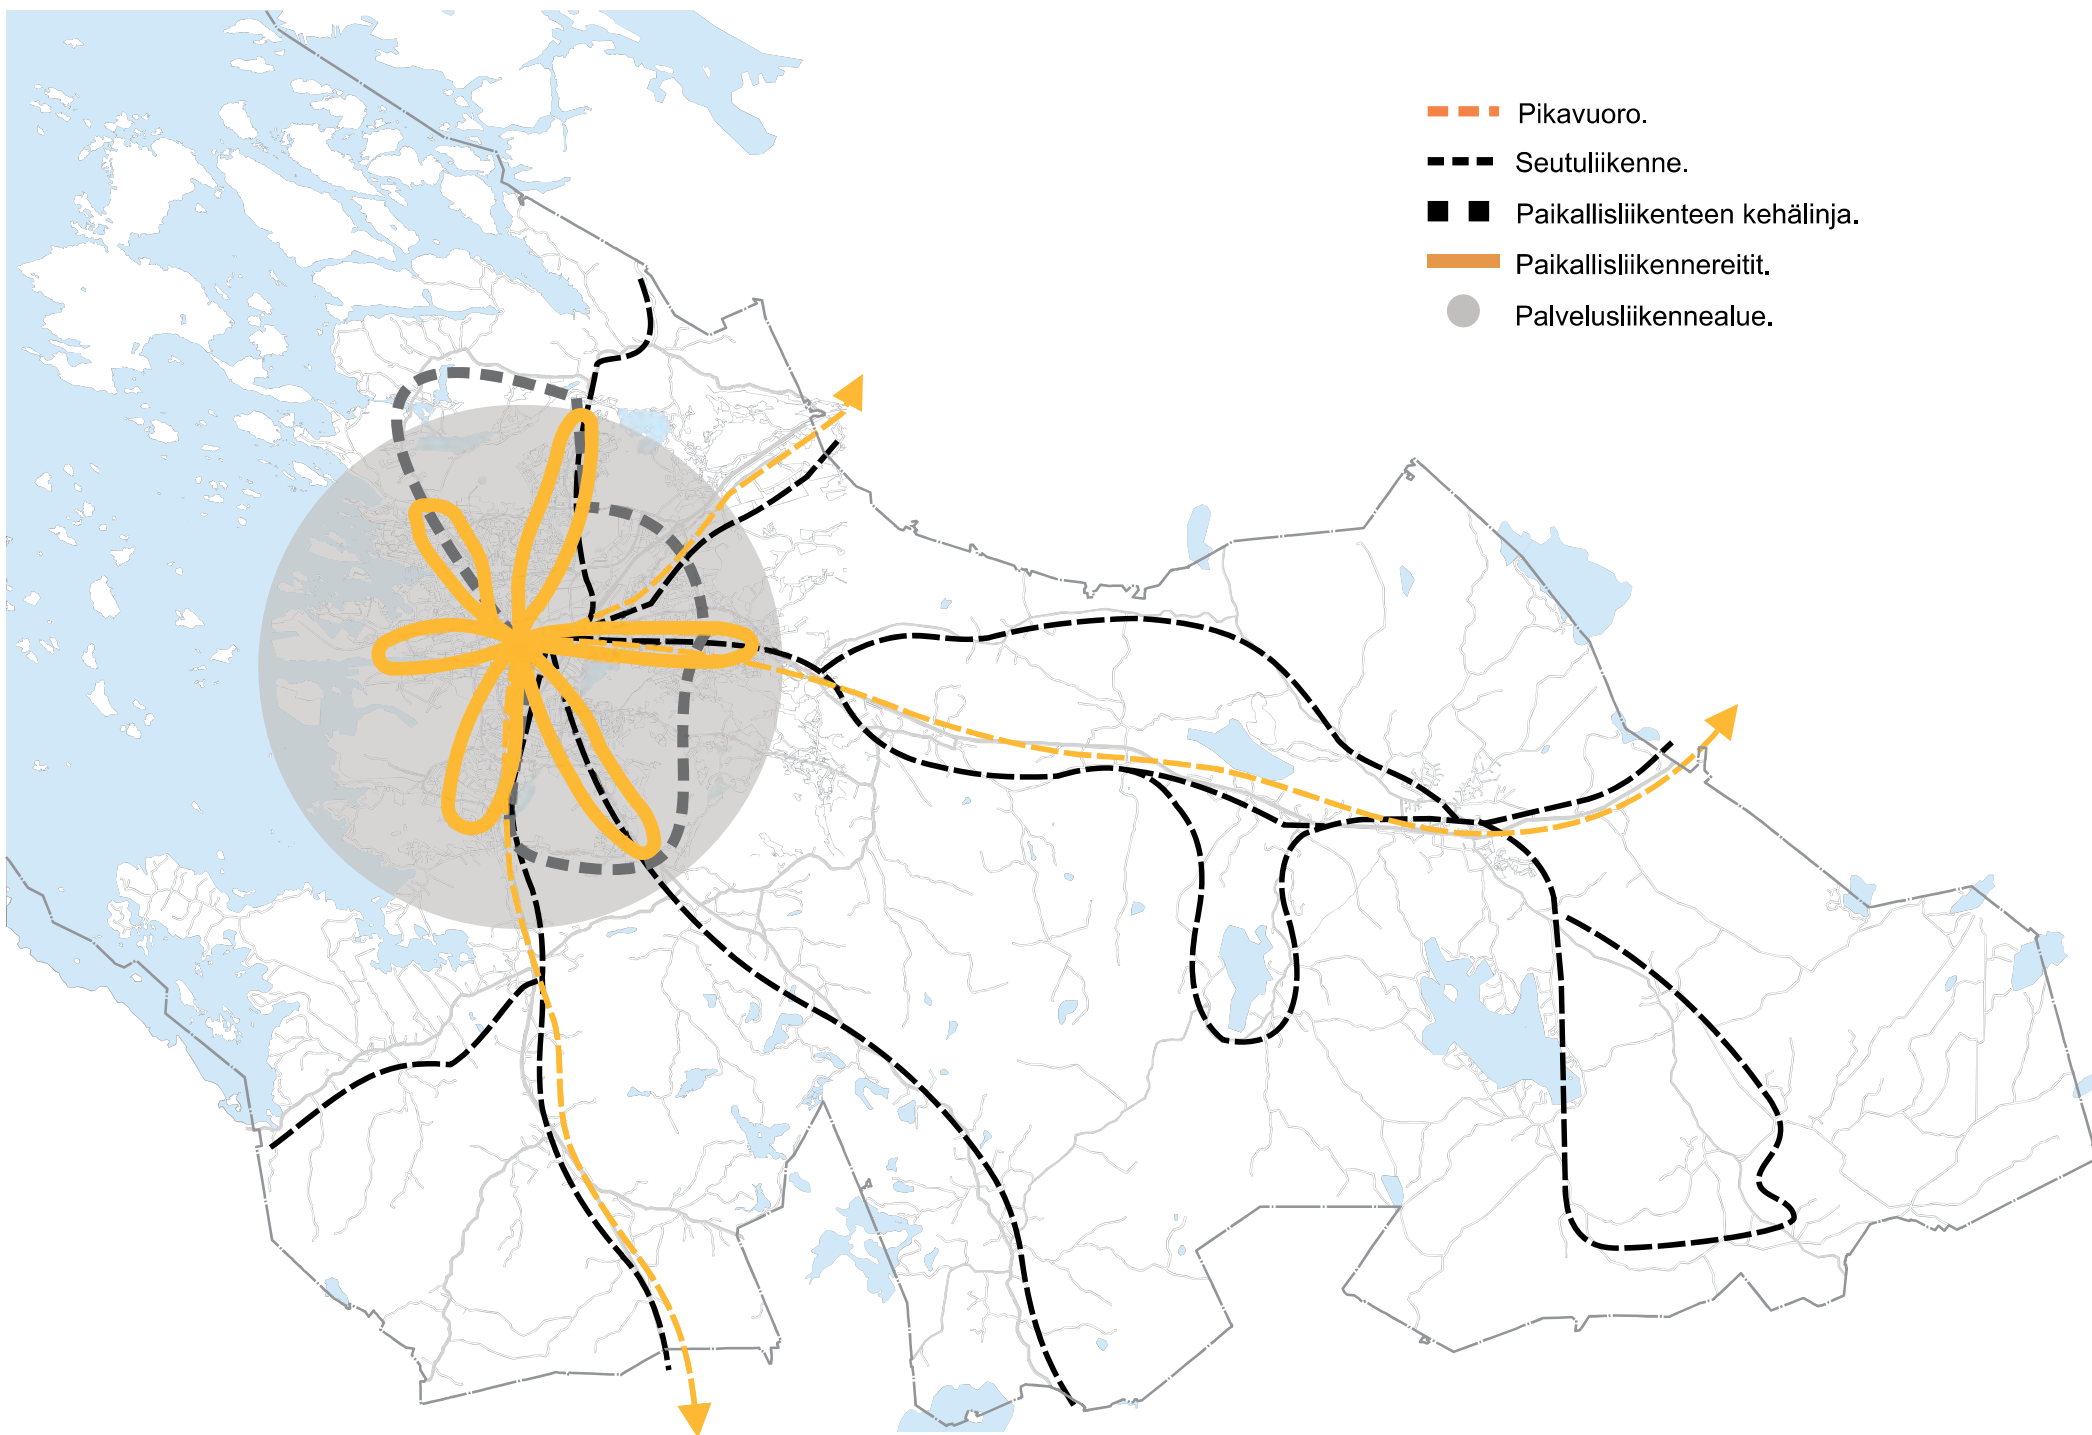 Pikavuoro.
Seutuliikenne.
Paikallisliikenteen kehälinja.
Paikallisliikennereitit.
Palvelusliikennealue.